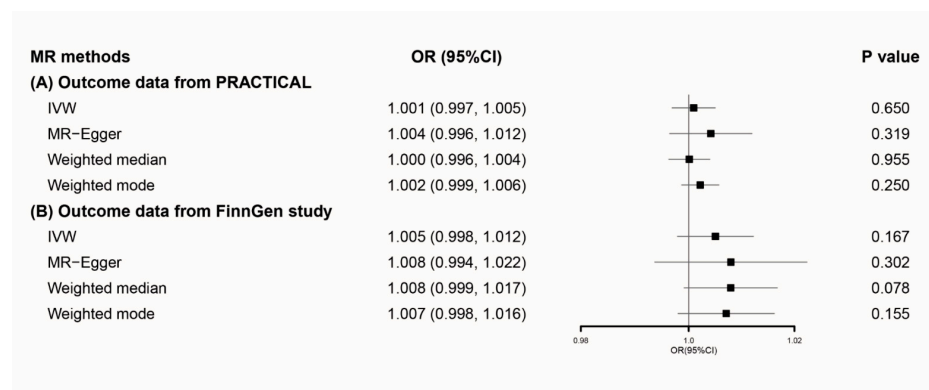 MR methods OR (95%CI) P value
(A) Outcome data from PRACTICAL
IVW 1.001 (0.997, 1.005) 0.650
MR−Egger 1.004 (0.996, 1.012) 0.319
Weighted median 1.000 (0.996, 1.004) 0.955
Weighted mode 1.002 (0.999, 1.006) 0.250
(B) Outcome data from FinnGen study
IVW 1.005 (0.998, 1.012) 0.167
MR−Egger 1.008 (0.994, 1.022) 0.302
Weighted median 1.008 (0.999, 1.017) 0.078
Weighted mode 1.007 (0.998, 1.016) 0.155
0.98 1.0 1.02
OR(95%CI)